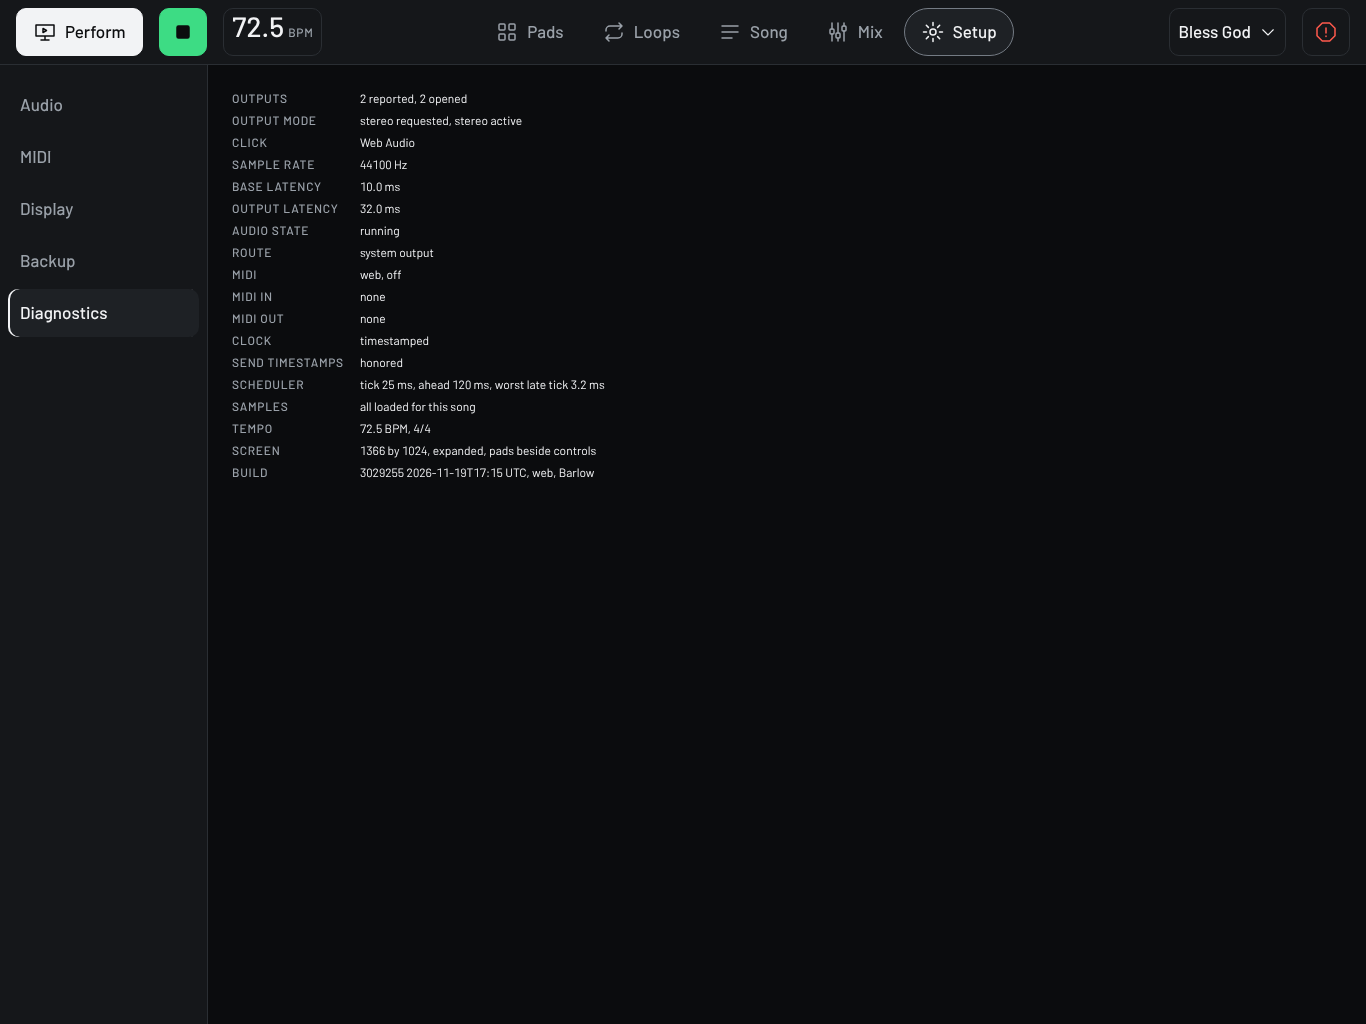 Perform
72.5 BPM
Pads
Loops
Song
Mix
Setup
Bless God
Audio
MIDI
Display
Backup
Diagnostics
OUTPUTS 2 reported, 2 opened
OUTPUT MODE stereo requested, stereo active
CLICK Web Audio
SAMPLE RATE 44100 Hz
BASE LATENCY 10.0 ms
OUTPUT LATENCY 32.0 ms
AUDIO STATE running
ROUTE system output
MIDI web, off
MIDI IN none
MIDI OUT none
CLOCK timestamped
SEND TIMESTAMPS honored
SCHEDULER tick 25 ms, ahead 120 ms, worst late tick 3.2 ms
SAMPLES all loaded for this song
TEMPO 72.5 BPM, 4/4
SCREEN 1366 by 1024, expanded, pads beside controls
BUILD 3029255 2026-11-19T17:15 UTC, web, Barlow